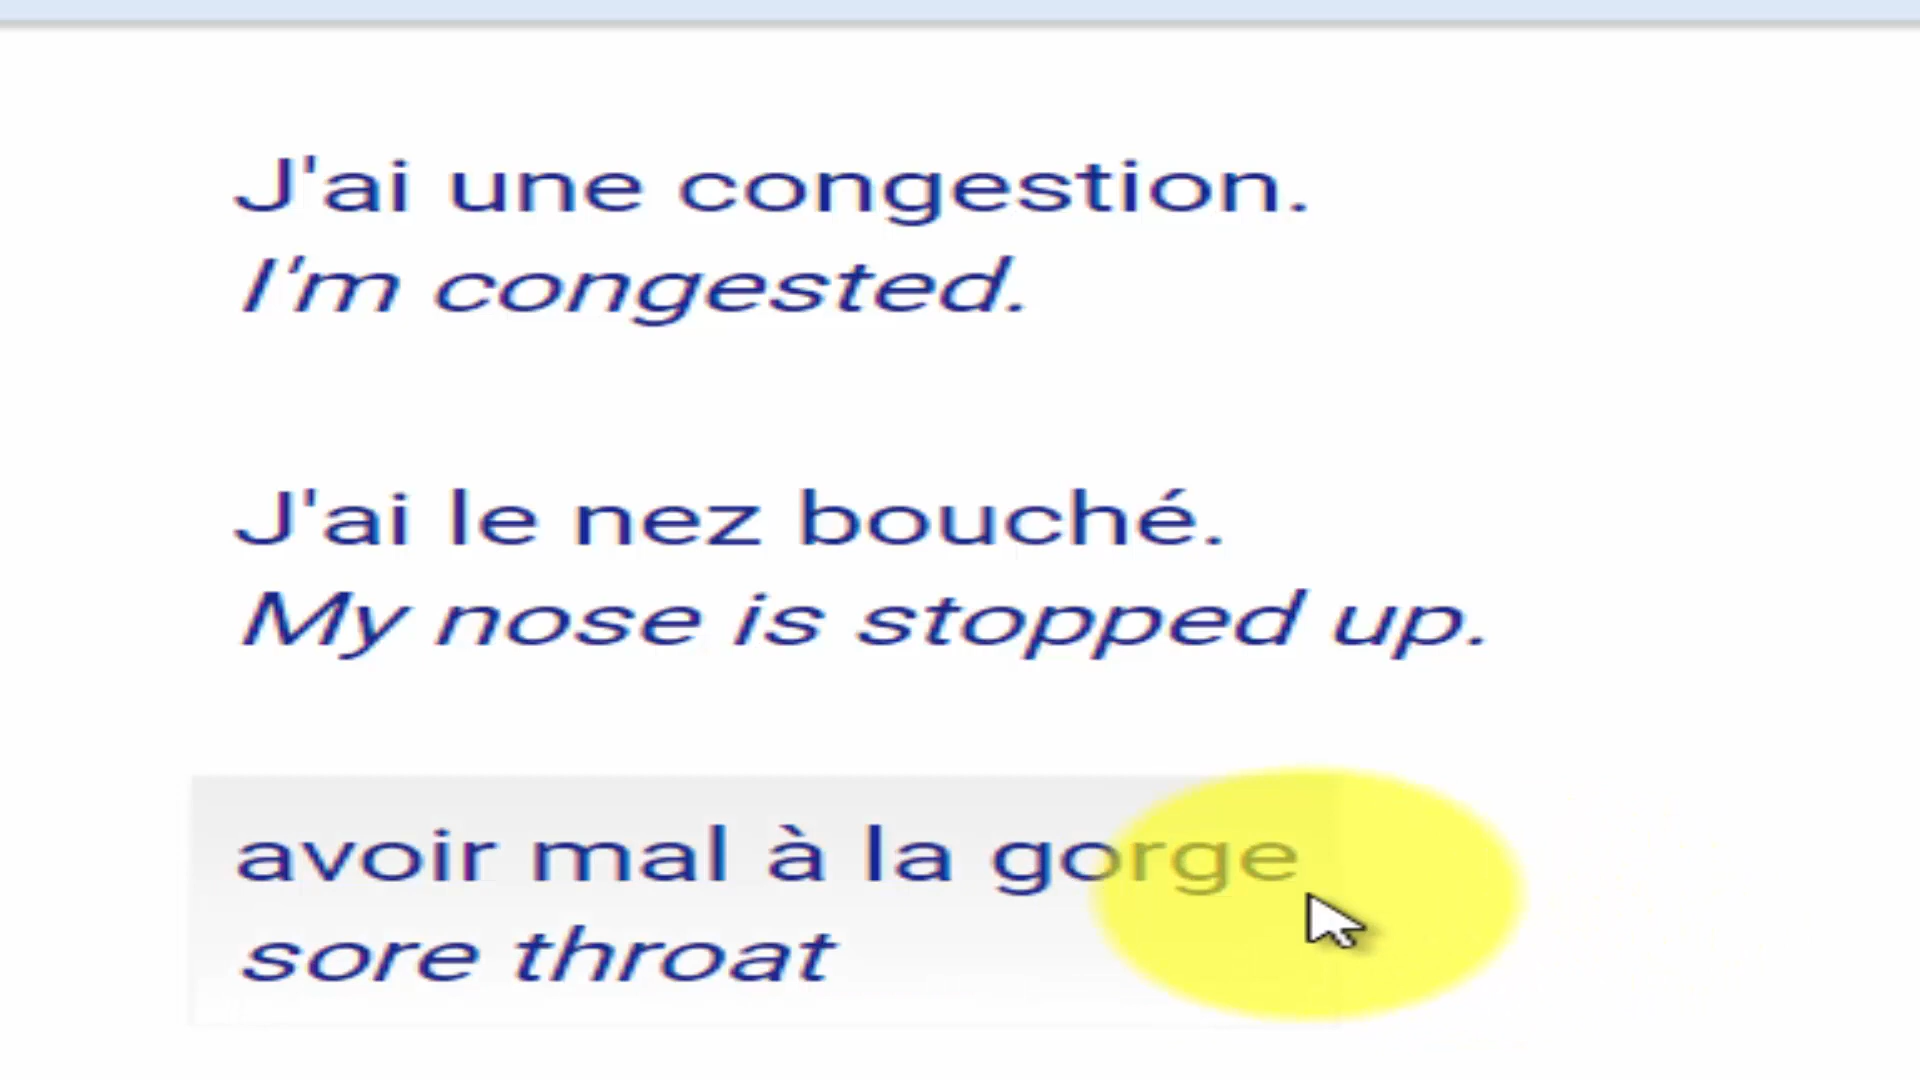 J'ai une congestion.
I'm congested.
J'ai le nez bouché.
My nose is stopped up.
avoir mal à la gorge
sore throat